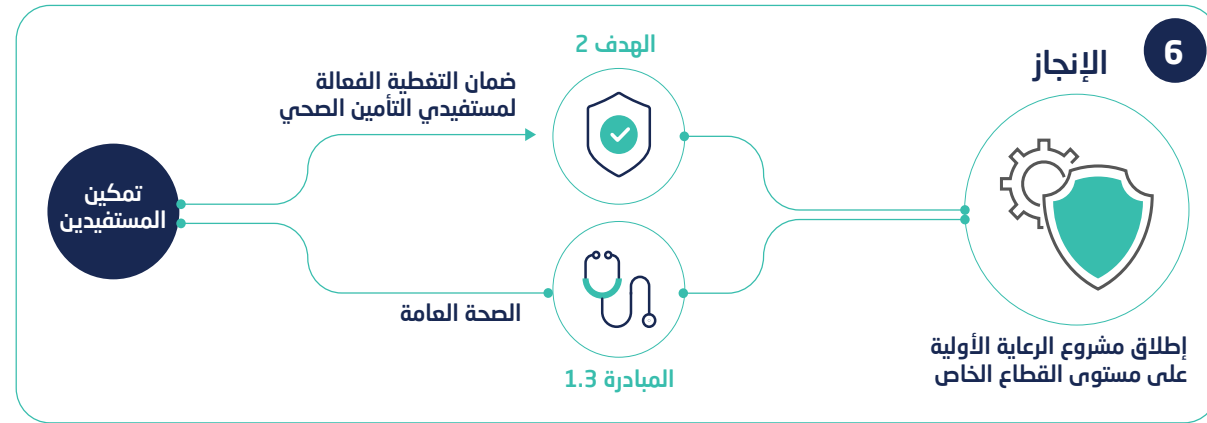 6
الإنجاز
إطلاق مشروع الرعاية الأولية
على مستوى القطاع الخاص
الهدف 2
ضمان التغطية الفعالة
لمستفيدي التأمين الصحي
المبادرة 1.3
الصحة العامة
تمكين
المستفيدين